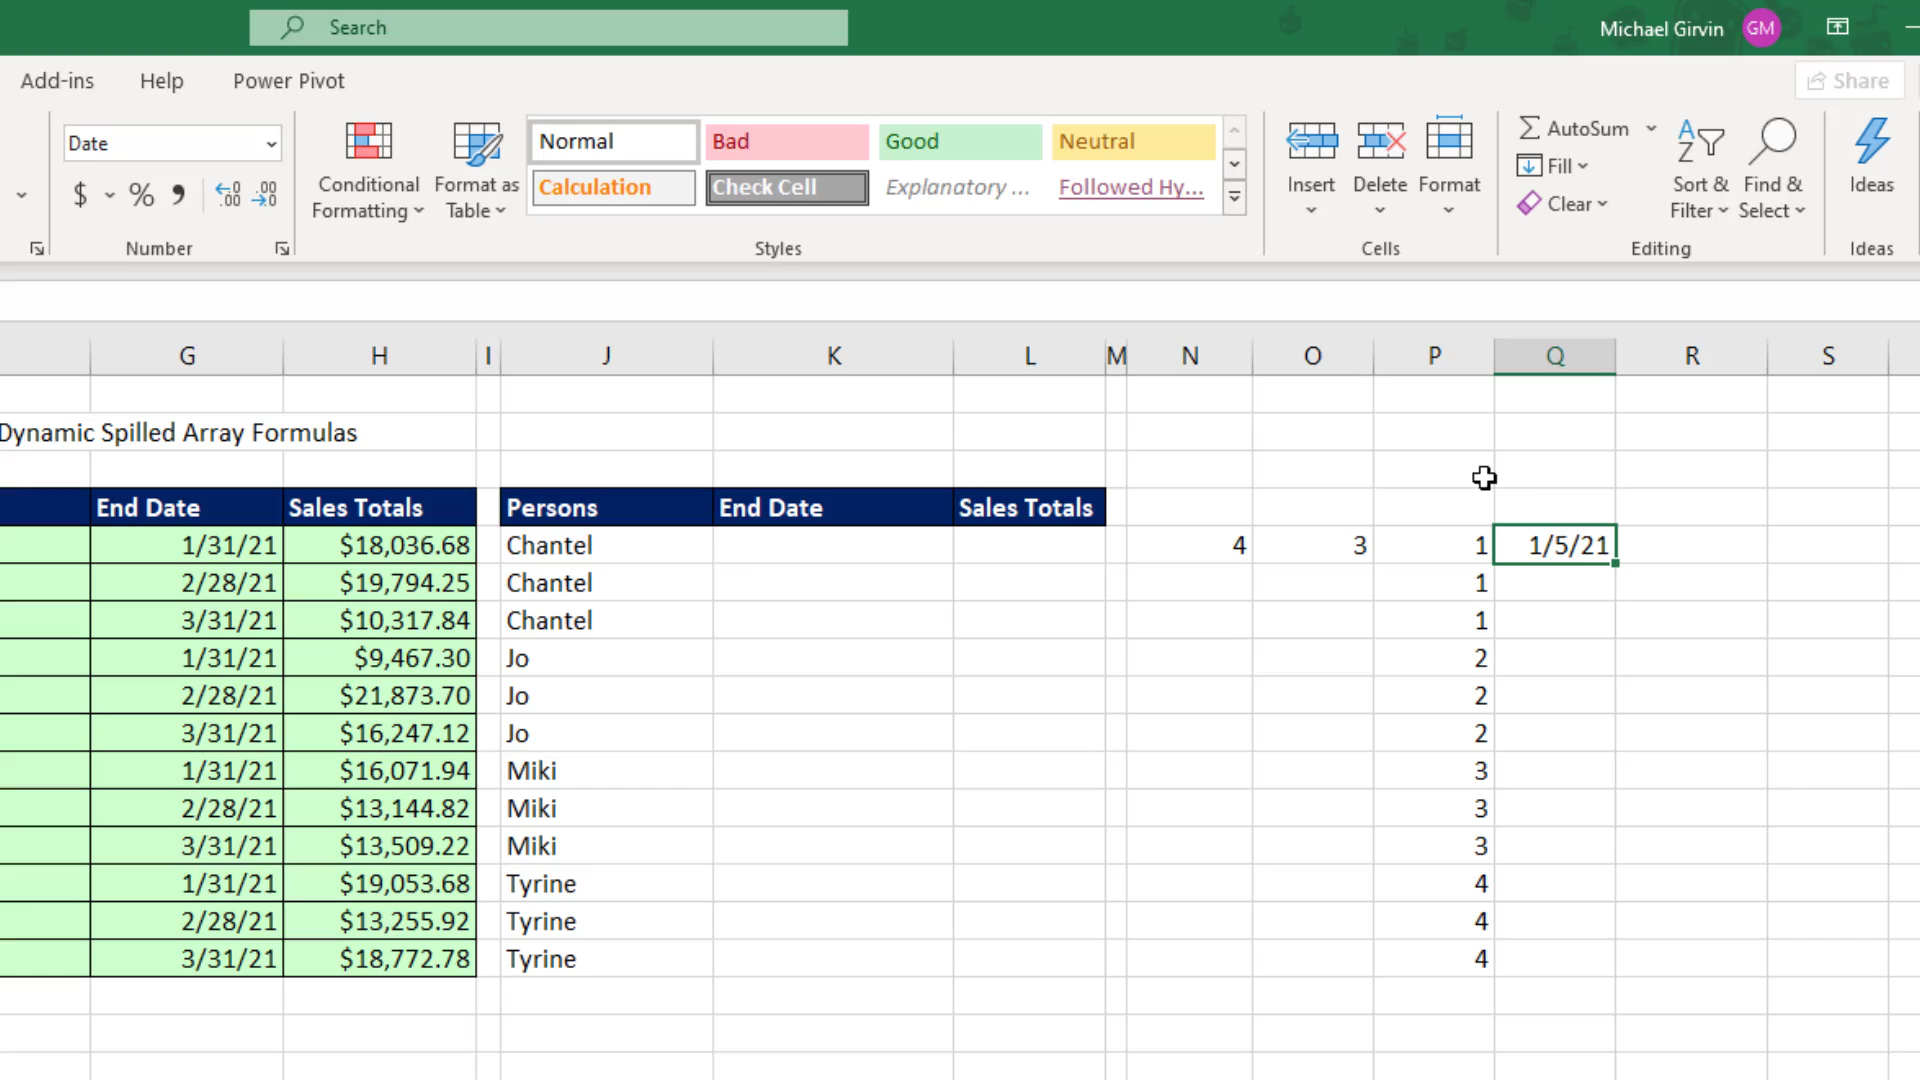 Search
Michael Girvin GM
Add-ins Help Power Pivot Share
Date
$ % 9 .00 .00 →0
Conditional Formatting
Format as Table
Normal Bad Good Neutral
Calculation Check Cell Explanatory ... Followed Hy...
Insert Delete Format
AutoSum
Fill
Clear
Sort & Filter
Find & Select
Ideas
Number Styles Cells Editing Ideas
G H I J K L M N O P Q R S
Dynamic Spilled Array Formulas
End Date Sales Totals Persons End Date Sales Totals
1/31/21 $18,036.68 Chantel 4 3 1 1/5/21
2/28/21 $19,794.25 Chantel 1
3/31/21 $10,317.84 Chantel 1
1/31/21 $9,467.30 Jo 2
2/28/21 $21,873.70 Jo 2
3/31/21 $16,247.12 Jo 2
1/31/21 $16,071.94 Miki 3
2/28/21 $13,144.82 Miki 3
3/31/21 $13,509.22 Miki 3
1/31/21 $19,053.68 Tyrine 4
2/28/21 $13,255.92 Tyrine 4
3/31/21 $18,772.78 Tyrine 4